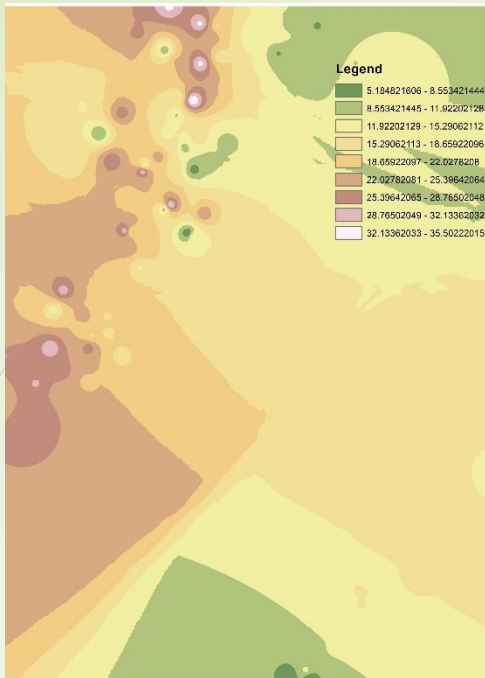 Legend
5.184821606 - 8.553421444
8.553421445 - 11.92202128
11.92202129 - 15.29062112
15.29062113 - 18.65922096
18.65922097 - 22.0278208
22.02782081 - 25.39642064
25.39642065 - 28.76502048
28.76502049 - 32.13362032
32.13362033 - 35.50222015